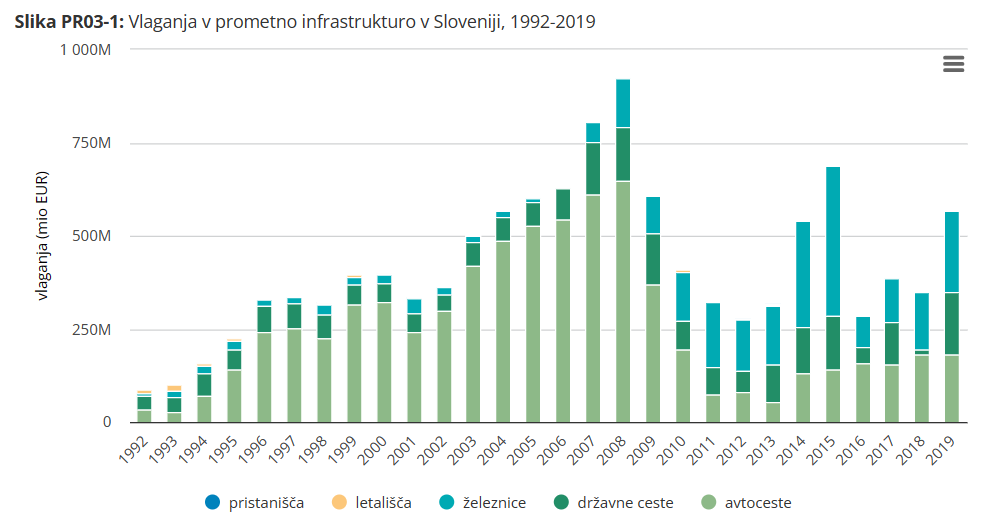 Slika PR03-1: Vlaganja v prometno infrastrukturo v Sloveniji, 1992-2019
1 000M
750M
500M
250M
0
vlaganja (mio EUR)
1992 1993 1994 1995 1996 1997 1998 1999 2000 2001 2002 2003 2004 2005 2006 2007 2008 2009 2010 2011 2012 2013 2014 2015 2016 2017 2018 2019
pristanišča letališča železnice državne ceste avtoceste